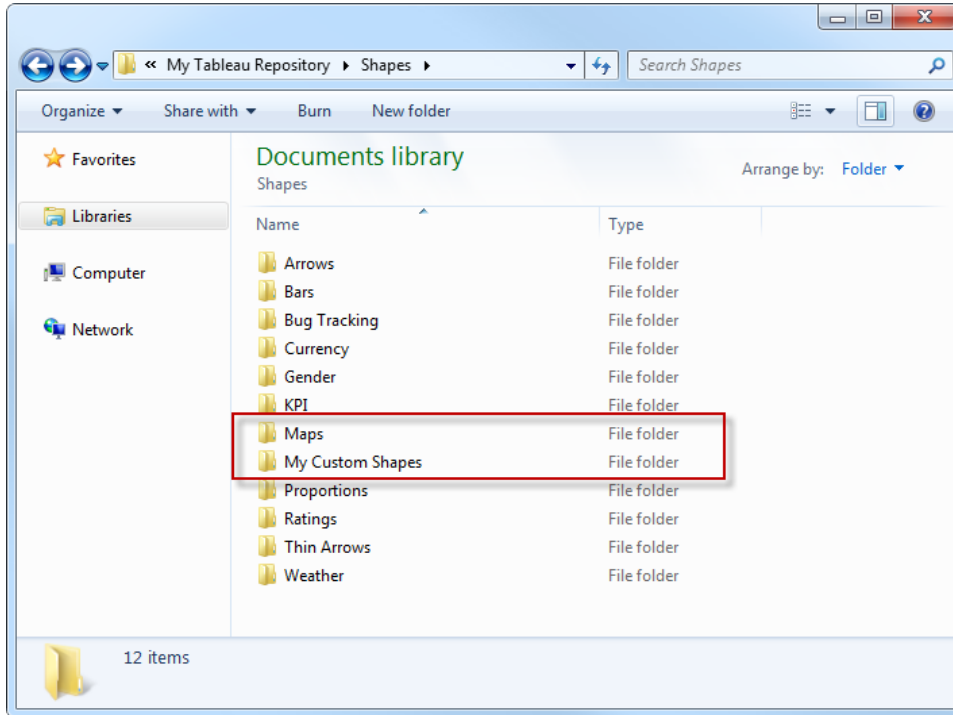 « My Tableau Repository Shapes Search Shapes
Organize Share with Burn New folder
Favorites
Libraries
Computer
Network
Documents library
Shapes
Arrange by: Folder
Name Type
Arrows File folder
Bars File folder
Bug Tracking File folder
Currency File folder
Gender File folder
KPI File folder
Maps File folder
My Custom Shapes File folder
Proportions File folder
Ratings File folder
Thin Arrows File folder
Weather File folder
12 items